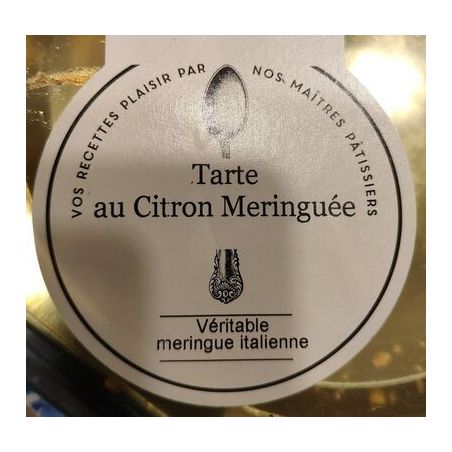 VOS RECETTES PLAISIR PAR NOS MAÎTRES PÂTISSIERS
Tarte
au Citron Meringuée
Véritable
meringue italienne